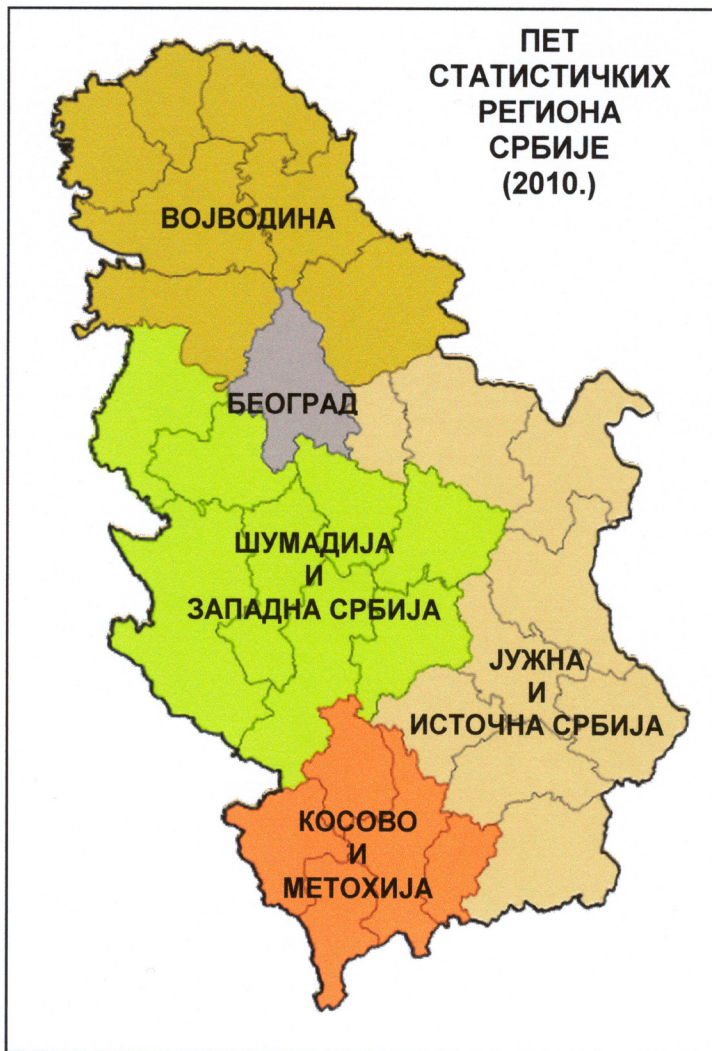 ПЕТ
СТАТИСТИЧКИХ
РЕГИОНА
СРБИЈЕ
(2010.)
ВОЈВОДИНА
БЕОГРАД
ШУМАДИЈА
И
ЗАПАДНА СРБИЈА
ЈУЖНА
И
ИСТОЧНА СРБИЈА
КОСОВО
И
МЕТОХИЈА